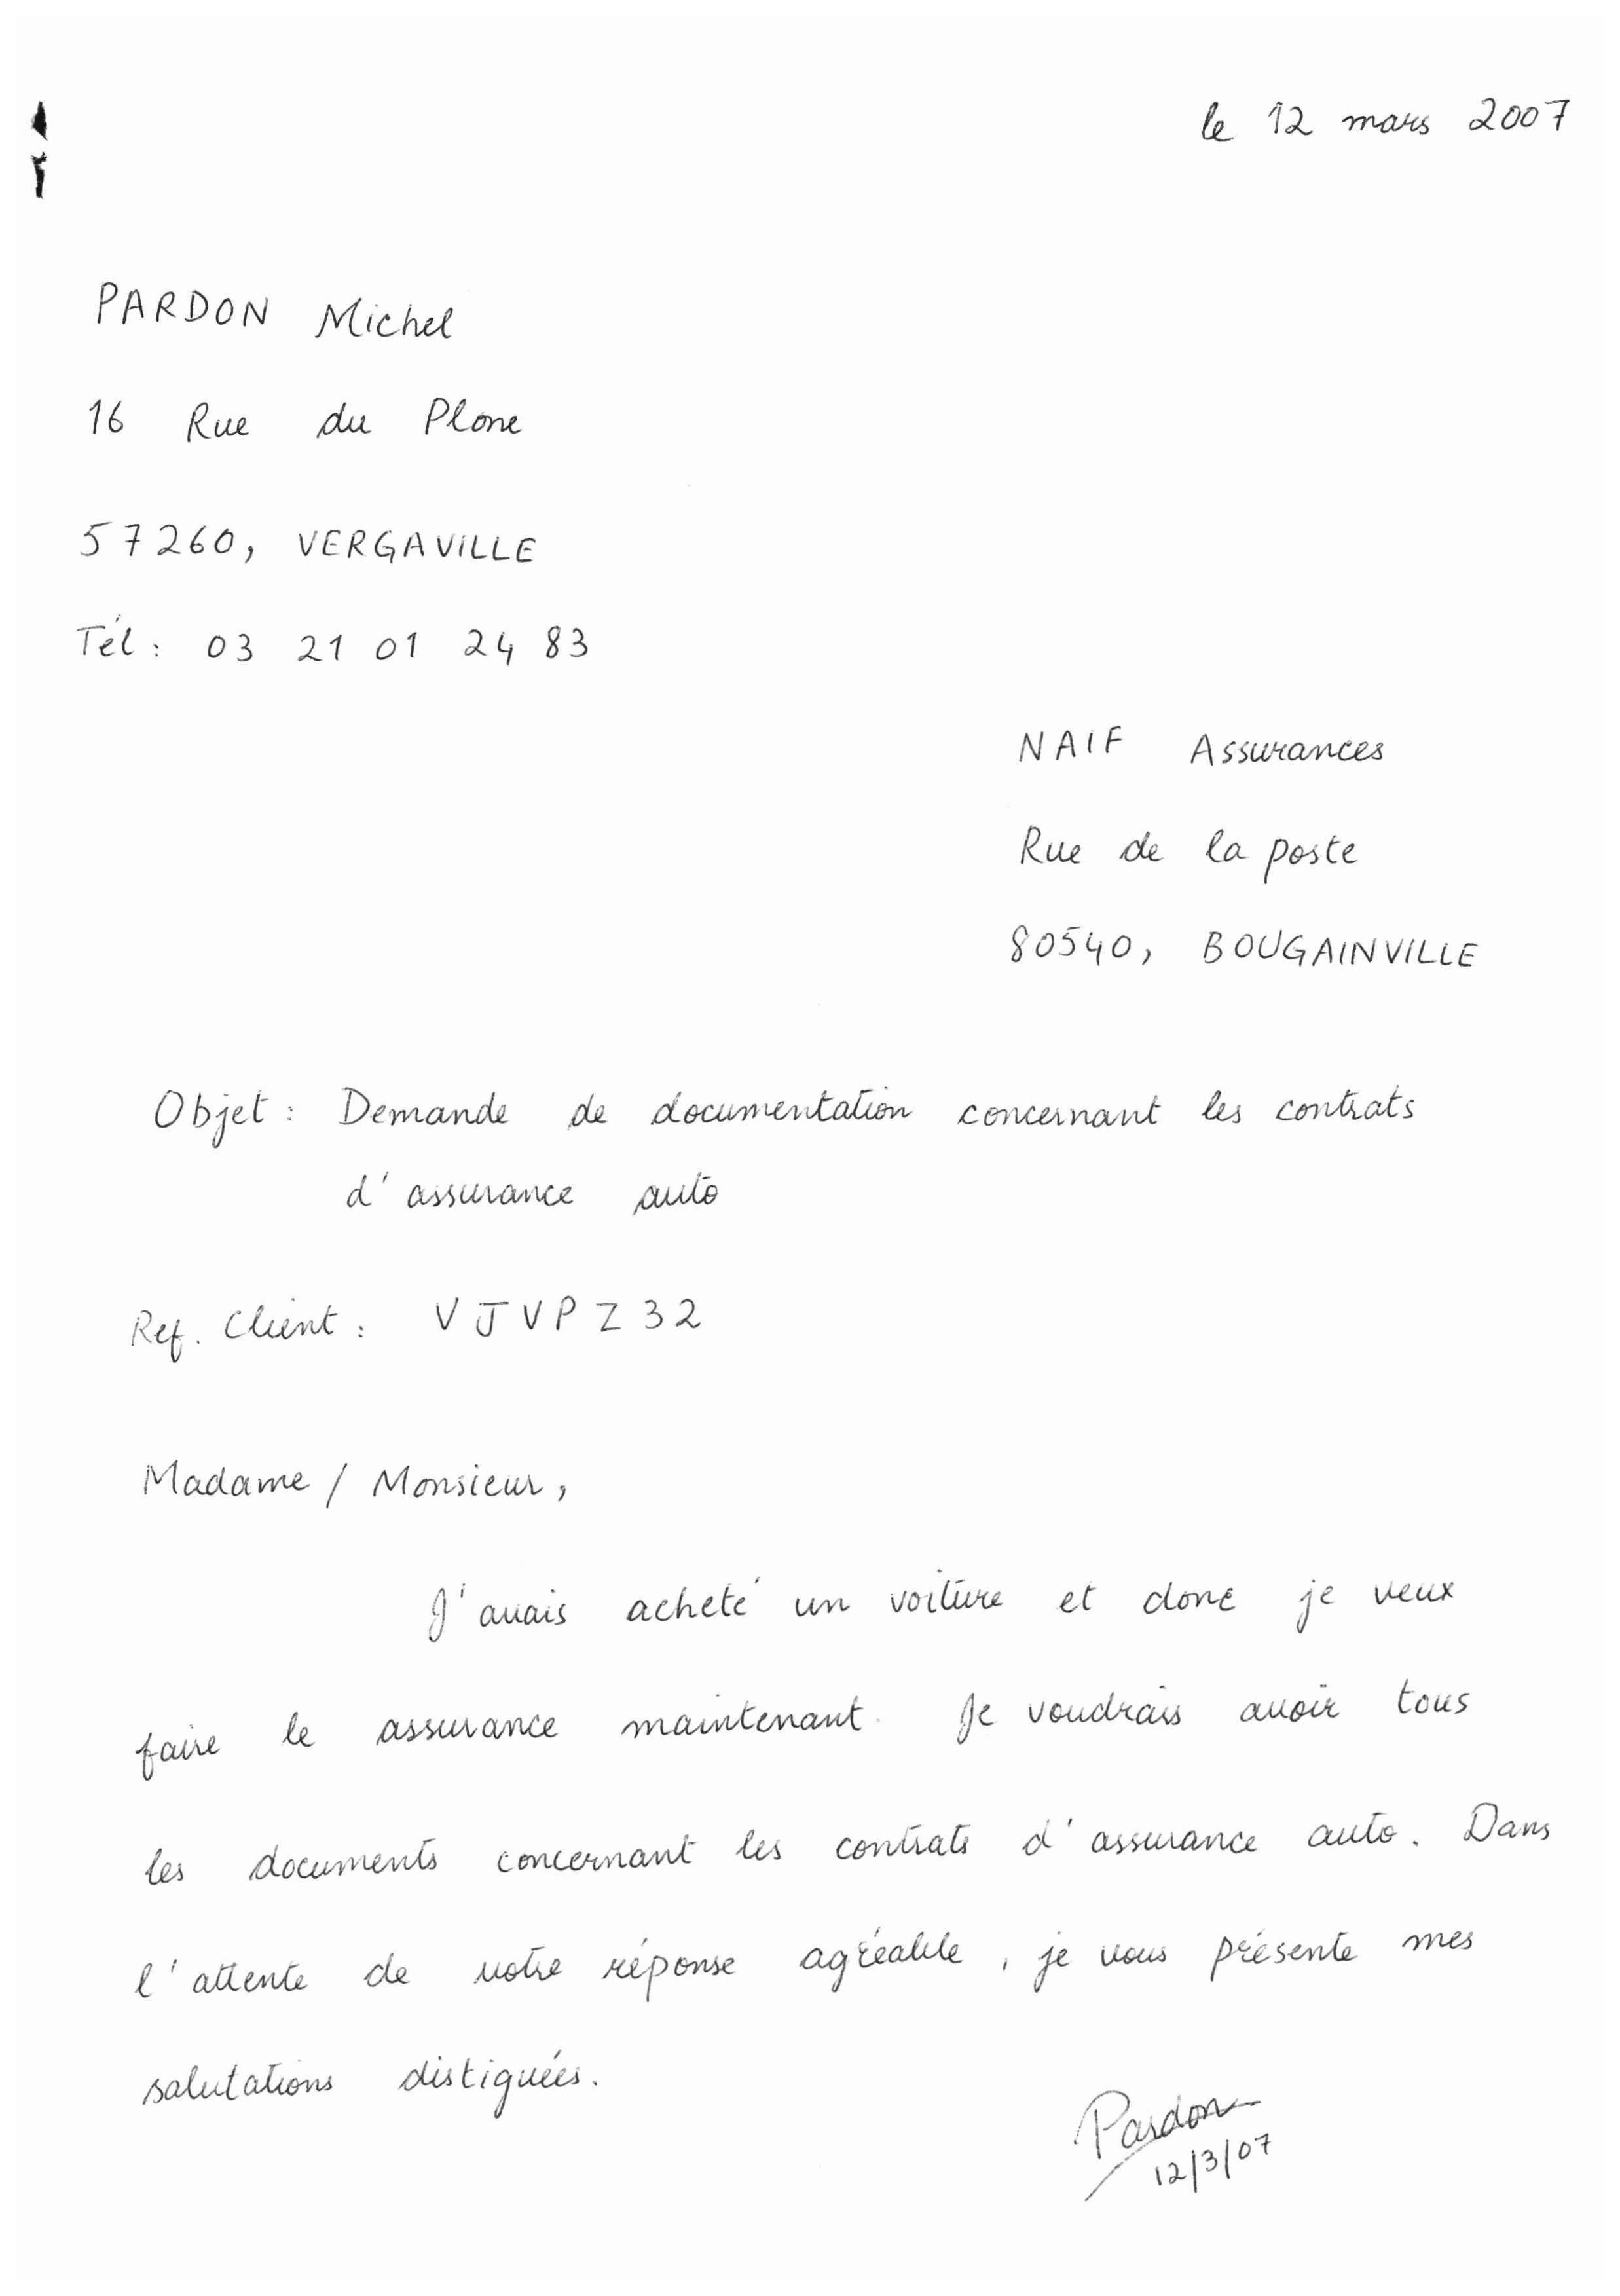 le 12 mars 2007
PARDON Michel
16 Rue du Plone
57260, VERGAVILLE
Tél : 03 21 01 24 83
NAIF Assurances
Rue de la poste
80540, BOUGAINVILLE
Objet : Demande de documentation concernant les contrats
d'assurance auto
Ref. Client : VJVPZ32
Madame / Monsieur,
J'avais acheté un voiture et donc je veux
faire le assurance maintenant. Je voudrais avoir tous
les documents concernant les contrats d'assurance auto. Dans
l'attente de votre réponse agréable, je vous présente mes
salutations distiguées.
Pardon
12/3/07